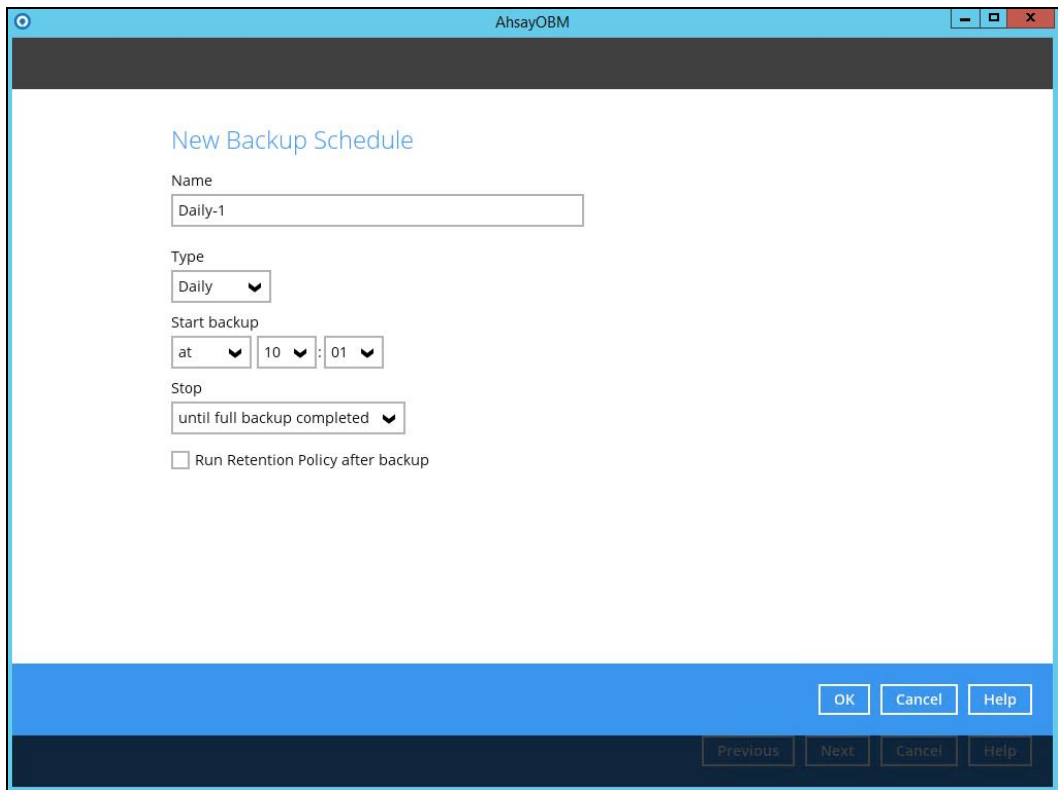 AhsayOBM
New Backup Schedule
Name
Daily-1
Type
Daily
Start backup
at 10 : 01
Stop
until full backup completed
Run Retention Policy after backup
OK Cancel Help
Previous Next Cancel Help